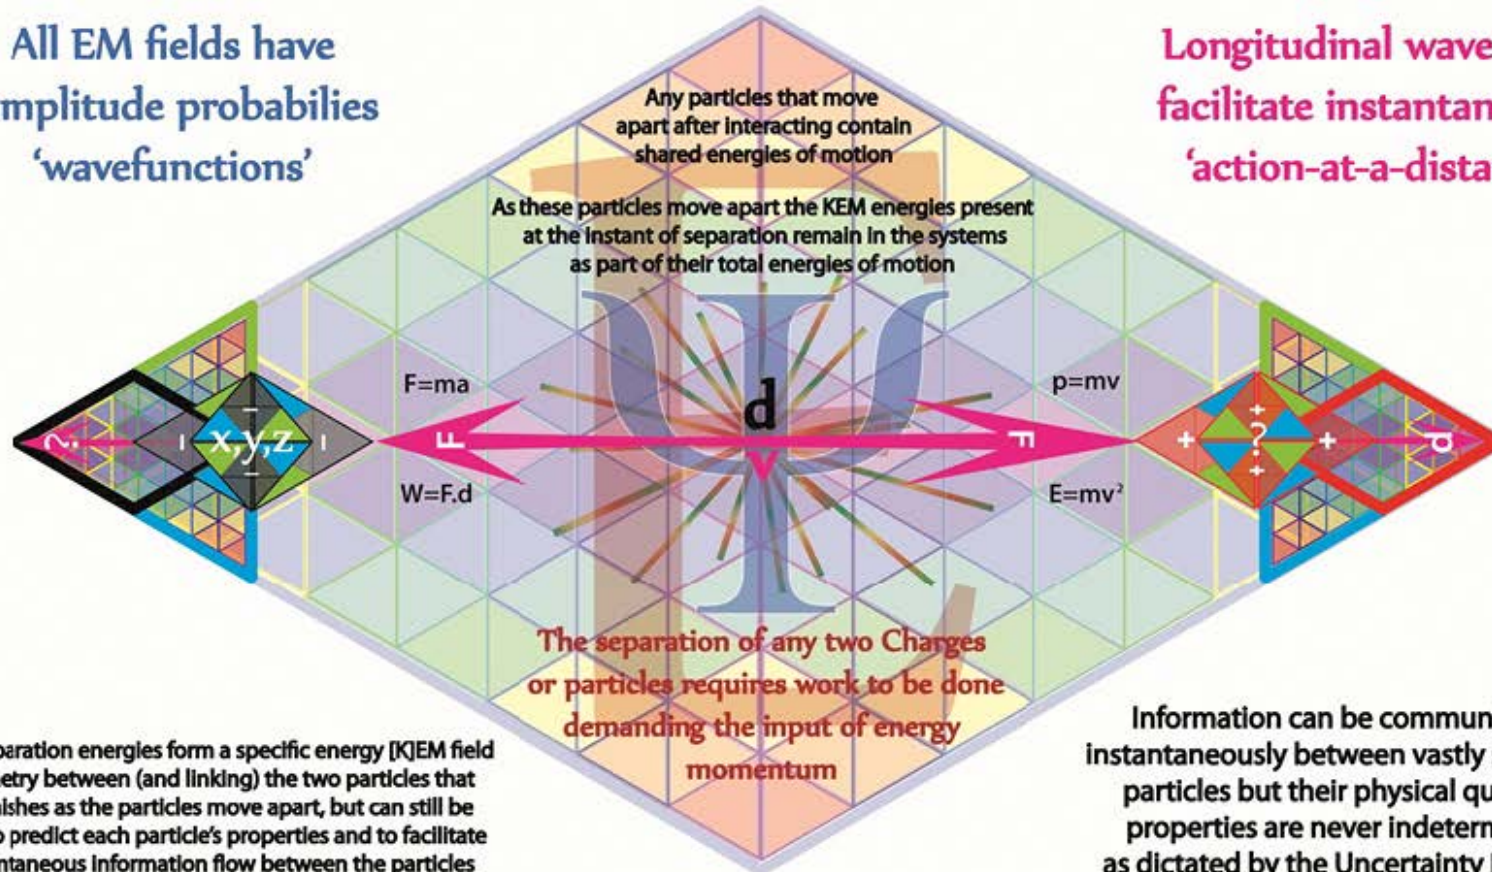 All EM fields have
mplitude probabilies
‘wavefunctions’
Longitudinal wave
facilitate instantan
‘action-at-a-dista
Any particles that move
apart after interacting contain
shared energies of motion
As these particles move apart the KEM energies present
at the instant of separation remain in the systems
as part of their total energies of motion
Ψ
E
F=ma
p=mv
d
F
F
v
x,y,z
− − − −
?
+ + + +
?
d
W=F.d
E=mv²
The separation of any two Charges
or particles requires work to be done
demanding the input of energy
momentum
paration energies form a specific energy [K]EM field
etry between (and linking) the two particles that
ishes as the particles move apart, but can still be
o predict each particle’s properties and to facilitate
ntaneous information flow between the particles
Information can be commun
instantaneously between vastly
particles but their physical qu
properties are never indetern
as dictated by the Uncertainty